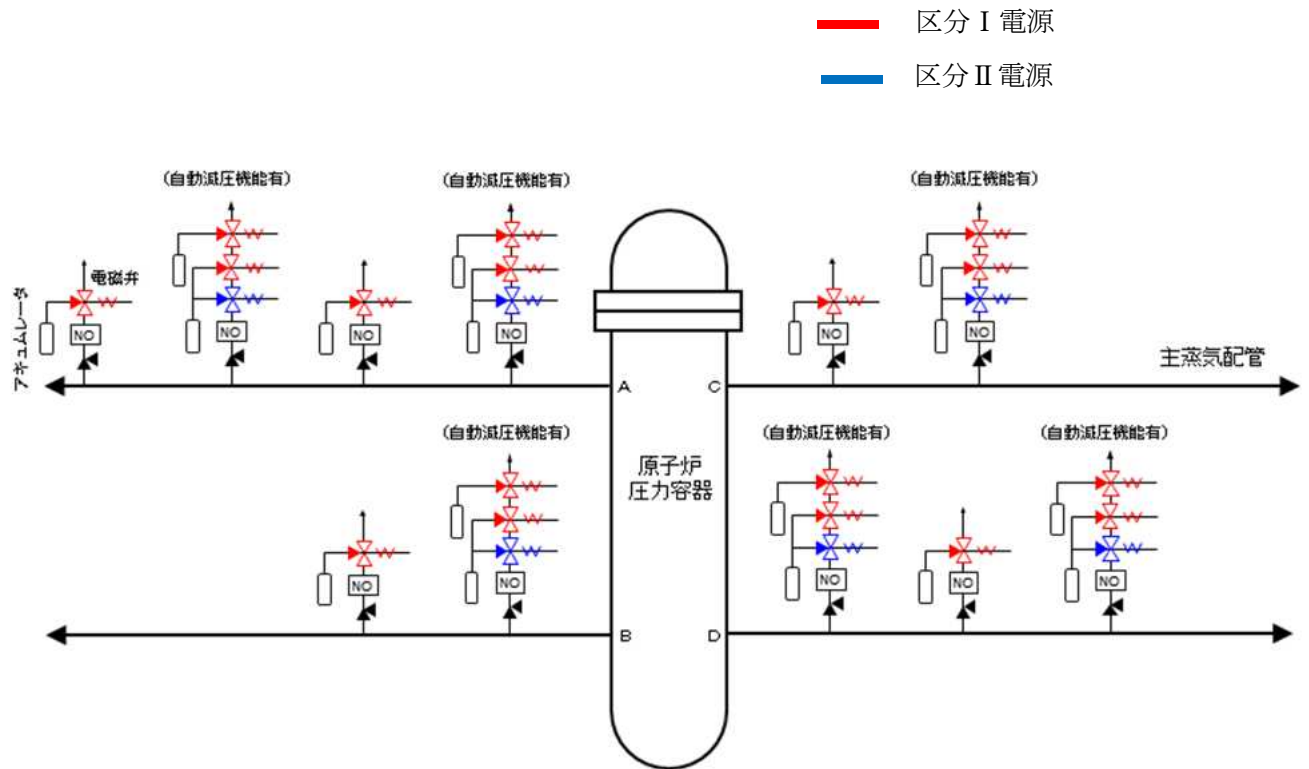 区分Ⅰ電源
区分Ⅱ電源
(自動減圧機能有)
(自動減圧機能有)
(自動減圧機能有)
電磁弁
アキュムレータ
NO
NO
NO
NO
NO
NO
主蒸気配管
A
C
(自動減圧機能有)
(自動減圧機能有)
(自動減圧機能有)
原子炉
圧力容器
NO
NO
NO
NO
NO
B
D